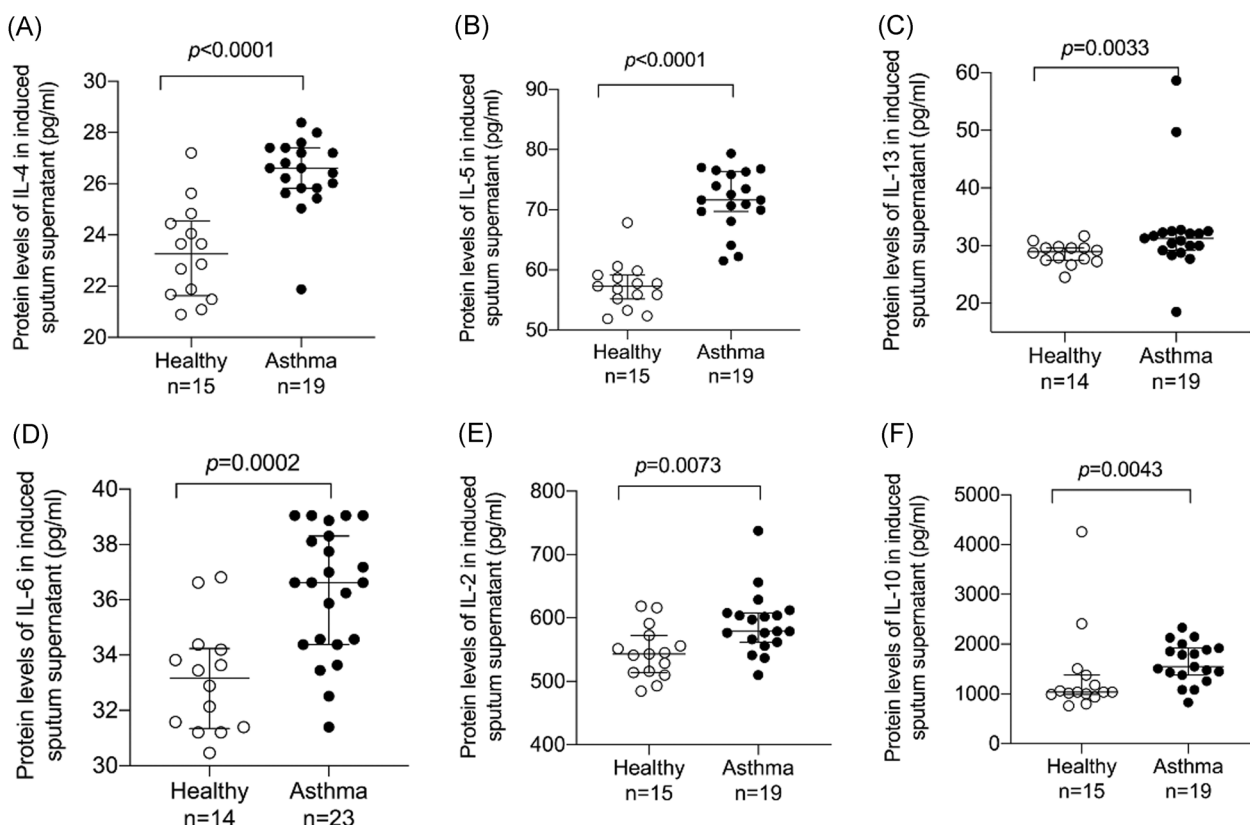 (A)
p<0.0001
Protein levels of IL-4 in induced
sputum supernatant (pg/ml)
30
28
26
24
22
20
Healthy
n=15
Asthma
n=19
(B)
p<0.0001
Protein levels of IL-5 in induced
sputum supernatant (pg/ml)
90
80
70
60
50
Healthy
n=15
Asthma
n=19
(C)
p=0.0033
Protein levels of IL-13 in induced
sputum supernatant (pg/ml)
60
50
40
30
20
Healthy
n=14
Asthma
n=19
(D)
p=0.0002
Protein levels of IL-6 in induced
sputum supernatant (pg/ml)
40
38
36
34
32
30
Healthy
n=14
Asthma
n=23
(E)
p=0.0073
Protein levels of IL-2 in induced
sputum supernatant (pg/ml)
800
700
600
500
400
Healthy
n=15
Asthma
n=19
(F)
p=0.0043
Protein levels of IL-10 in induced
sputum supernatant (pg/ml)
5000
4000
3000
2000
1000
0
Healthy
n=15
Asthma
n=19